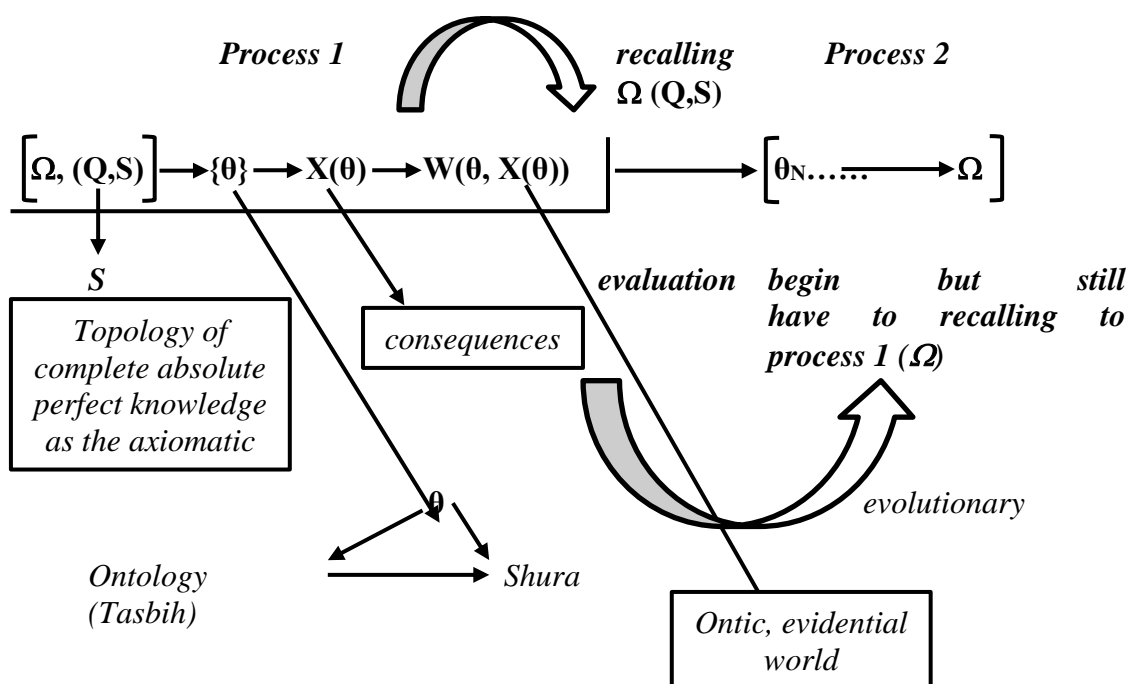 Process 1
recalling
Ω (Q,S)
Process 2
[Ω, (Q,S)] → {θ} → X(θ) → W(θ, X(θ)) → [θN…… → Ω]
S
Topology of
complete absolute
perfect knowledge
as the axiomatic
consequences
evaluation begin but still
have to recalling to
process 1 (Ω)
evolutionary
θ
Ontology
(Tasbih)
Shura
Ontic, evidential
world